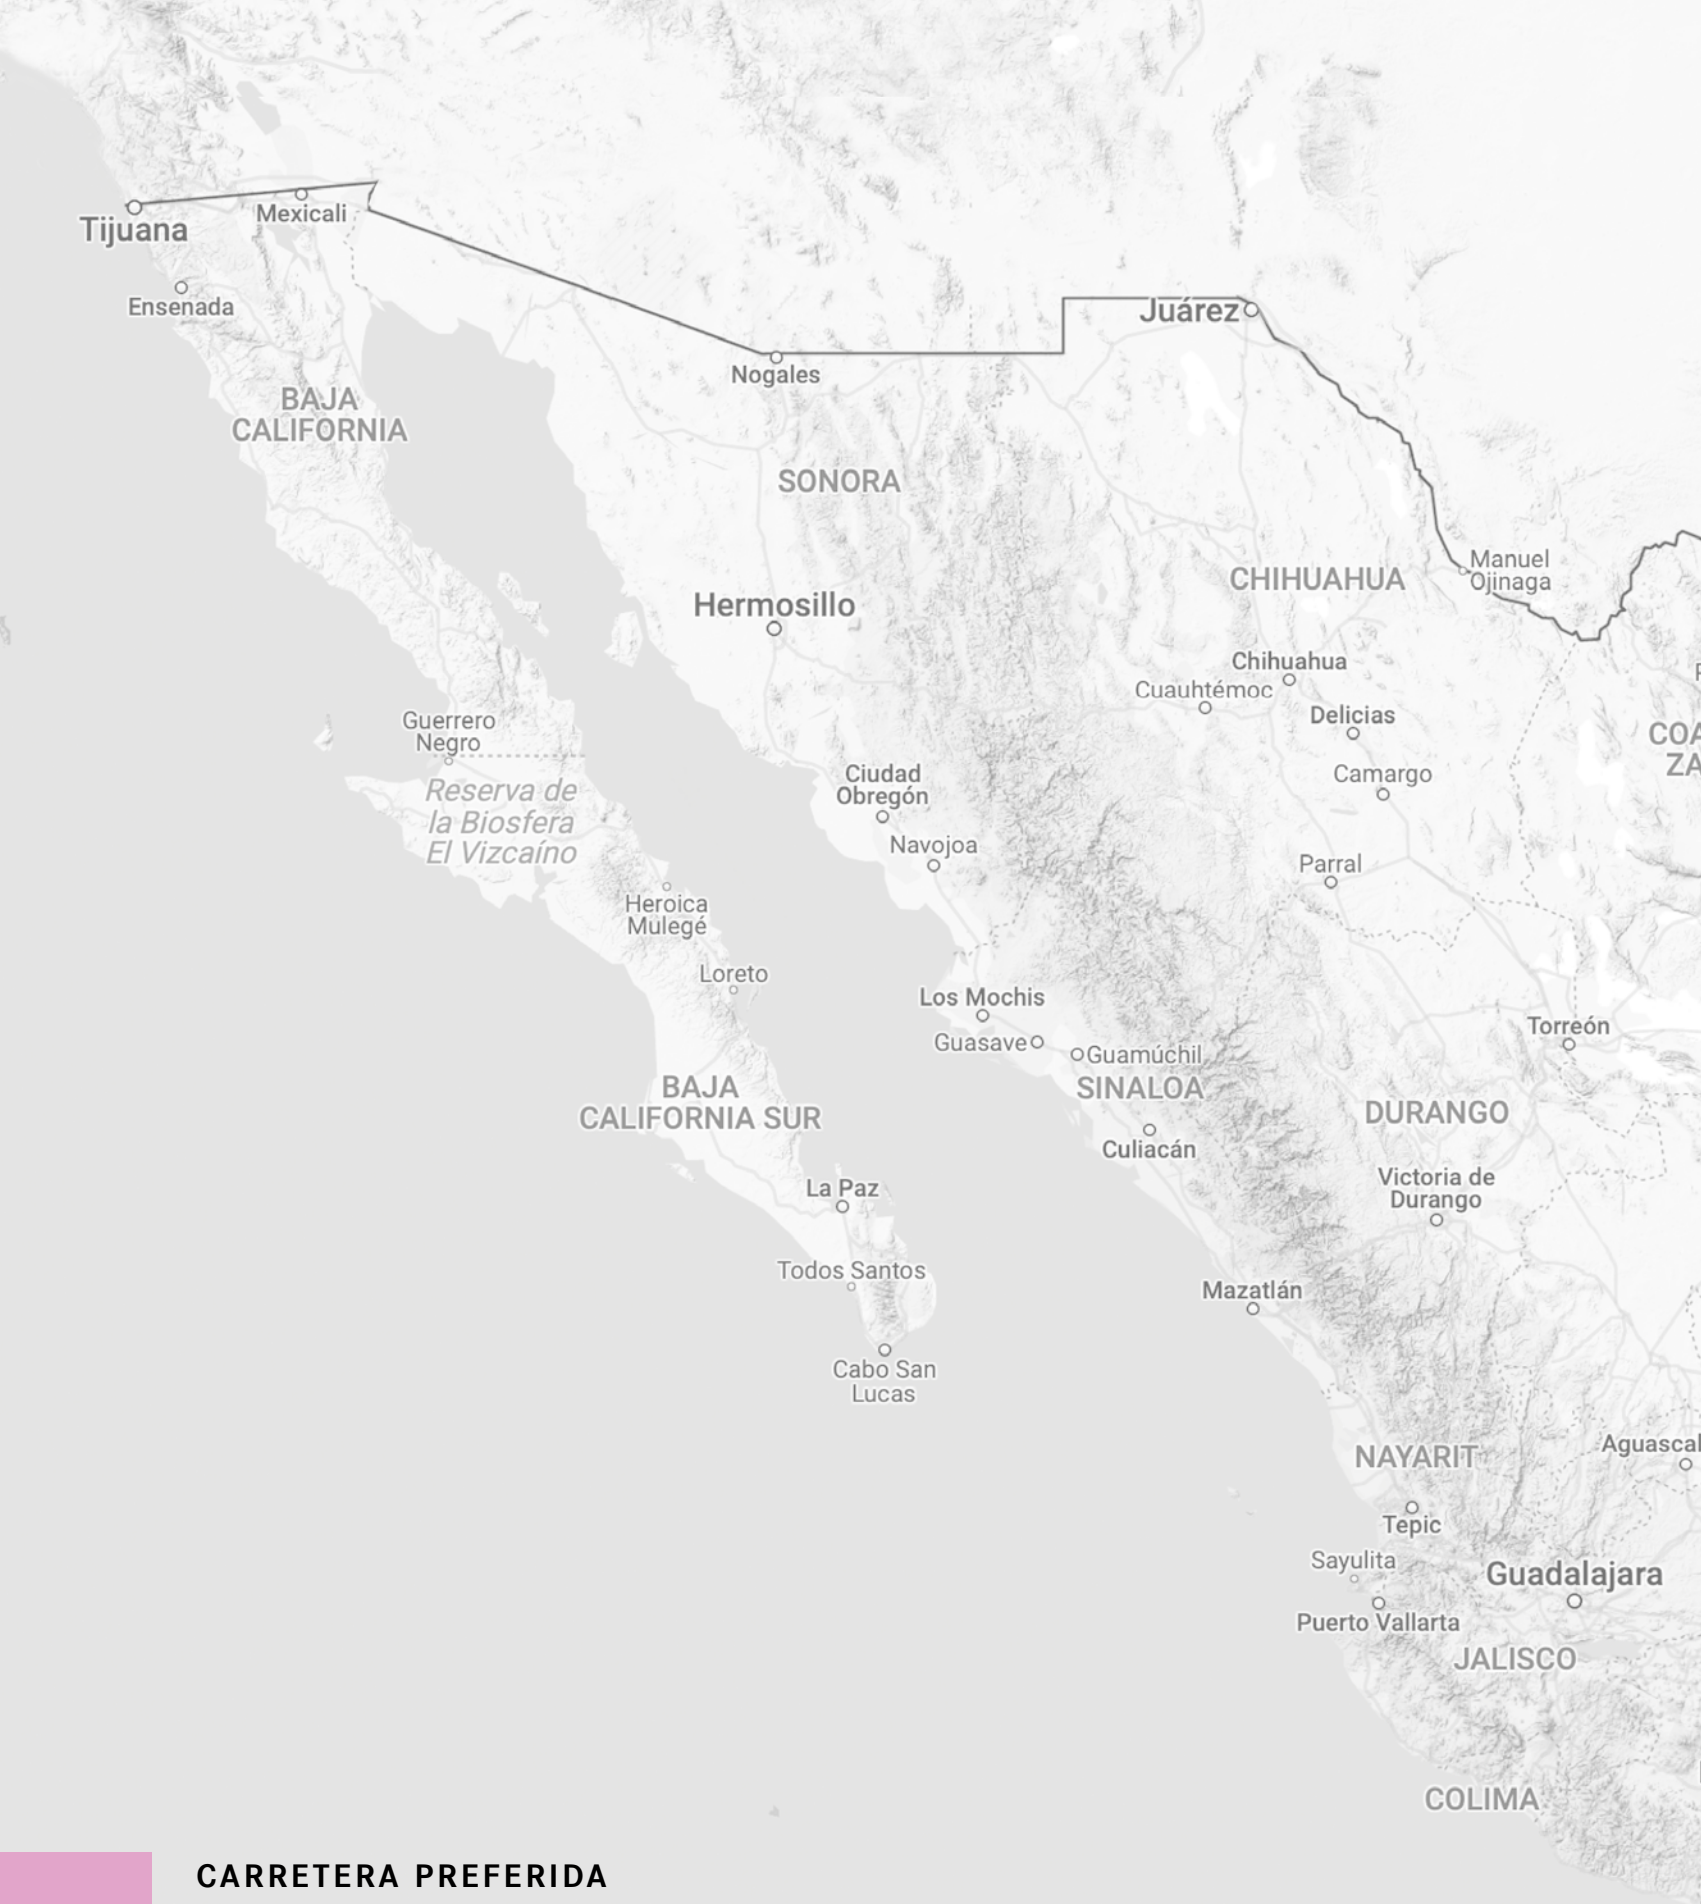 Tijuana
Mexicali
Ensenada
Juárez
Nogales
BAJA
CALIFORNIA
SONORA
Manuel
Ojinaga
CHIHUAHUA
Hermosillo
Chihuahua
Cuauhtémoc
Delicias
Guerrero
Negro
COA
ZA
Ciudad
Obregón
Camargo
Reserva de
la Biosfera
El Vizcaíno
Navojoa
Parral
Heroica
Mulegé
Loreto
Los Mochis
Guasave
Guamúchil
Torreón
SINALOA
BAJA
CALIFORNIA SUR
DURANGO
Culiacán
Victoria de
Durango
La Paz
Todos Santos
Mazatlán
Cabo San
Lucas
NAYARIT
Aguascal
Tepic
Sayulita
Guadalajara
Puerto Vallarta
JALISCO
COLIMA
CARRETERA PREFERIDA